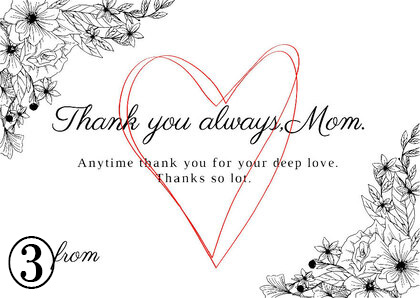 Thank you always,Mom.
Anytime thank you for your deep love.
Thanks so lot.
3 from